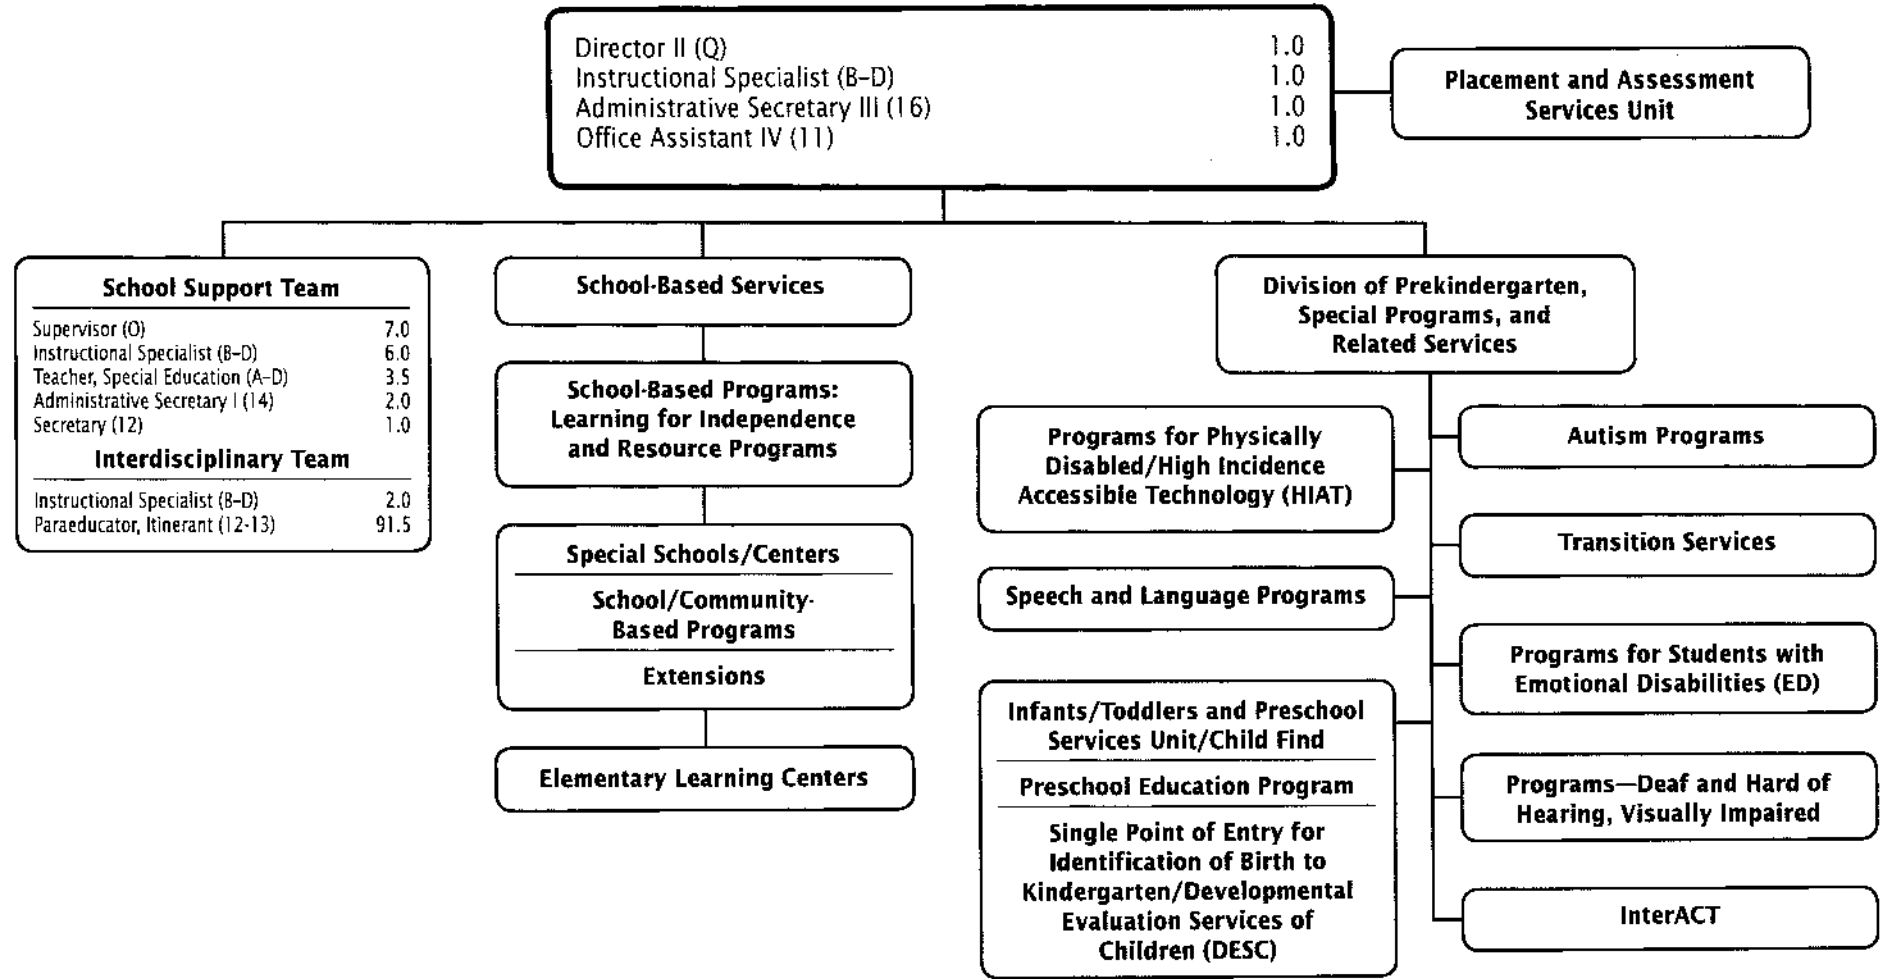 Director II (Q) 1.0
Instructional Specialist (B–D) 1.0
Administrative Secretary III (16) 1.0
Office Assistant IV (11) 1.0
Placement and Assessment
Services Unit
School Support Team
Supervisor (O) 7.0
Instructional Specialist (B–D) 6.0
Teacher, Special Education (A–D) 3.5
Administrative Secretary I (14) 2.0
Secretary (12) 1.0
Interdisciplinary Team
Instructional Specialist (B–D) 2.0
Paraeducator, Itinerant (12-13) 91.5
School-Based Services
School-Based Programs:
Learning for Independence
and Resource Programs
Special Schools/Centers
School/Community-
Based Programs
Extensions
Elementary Learning Centers
Division of Prekindergarten,
Special Programs, and
Related Services
Programs for Physically
Disabled/High Incidence
Accessible Technology (HIAT)
Speech and Language Programs
Infants/Toddlers and Preschool
Services Unit/Child Find
Preschool Education Program
Single Point of Entry for
Identification of Birth to
Kindergarten/Developmental
Evaluation Services of
Children (DESC)
Autism Programs
Transition Services
Programs for Students with
Emotional Disabilities (ED)
Programs—Deaf and Hard of
Hearing, Visually Impaired
InterACT